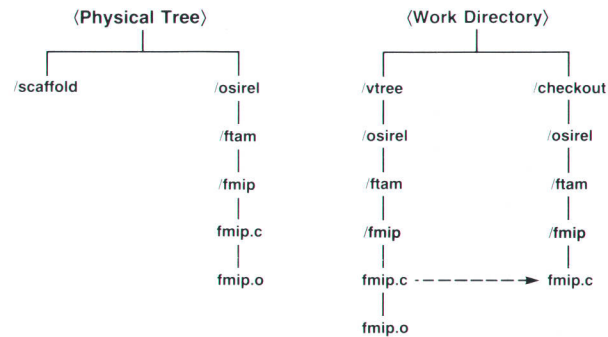 ⟨Physical Tree⟩
⟨Work Directory⟩
/scaffold
/osirel
/vtree
/checkout
/ftam
/osirel
/osirel
/fmip
/ftam
/ftam
fmip.c
/fmip
/fmip
fmip.o
fmip.c
fmip.c
fmip.o